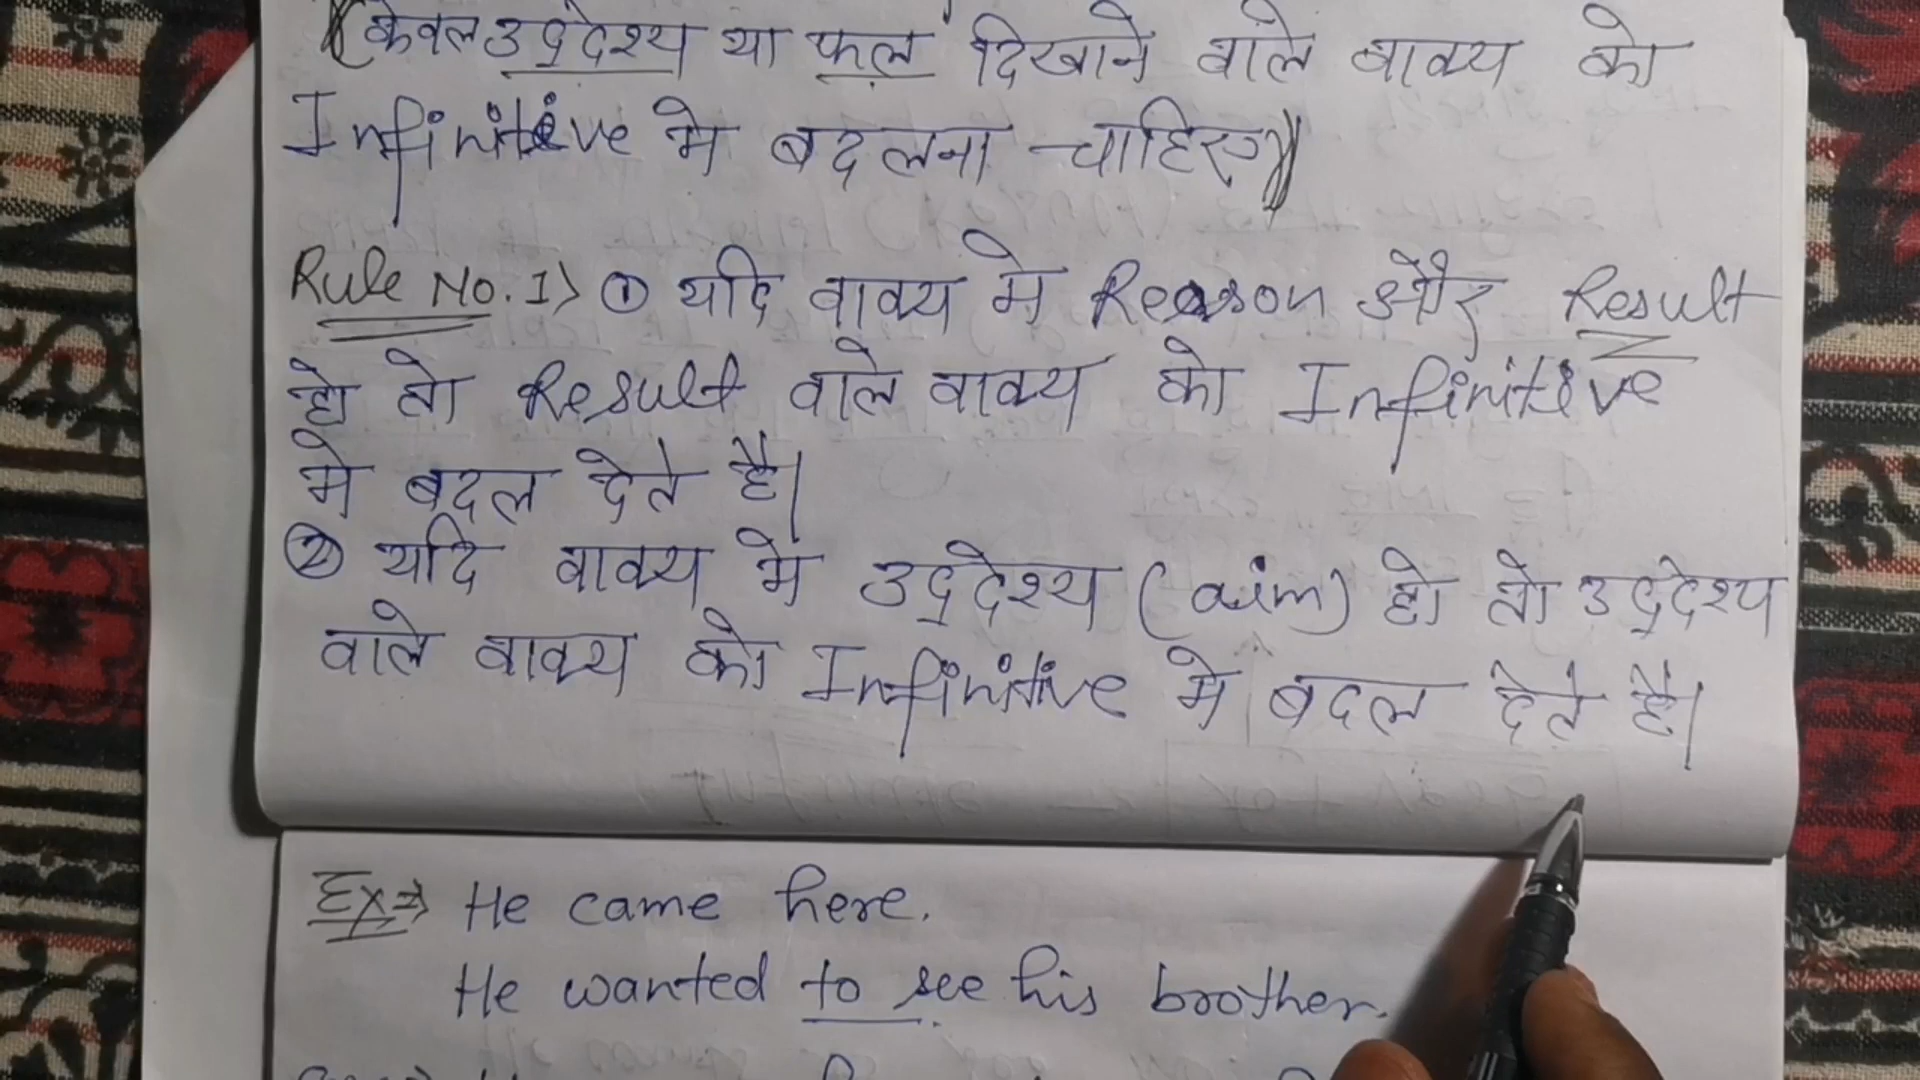 (केवल उद्देश्य या फल दिखाने वाले वाक्य को
Infinitive मे बदलना चाहिए)
Rule No. 1) ① यदि वाक्य मे Reason और Result
हो तो Result वाले वाक्य को Infinitive
मे बदल देते है।
② यदि वाक्य मे उद्देश्य (aim) हो तो उद्देश्य
वाले वाक्य को Infinitive मे बदल देते है।
Ex⇒ He came here.
He wanted to see his brother.